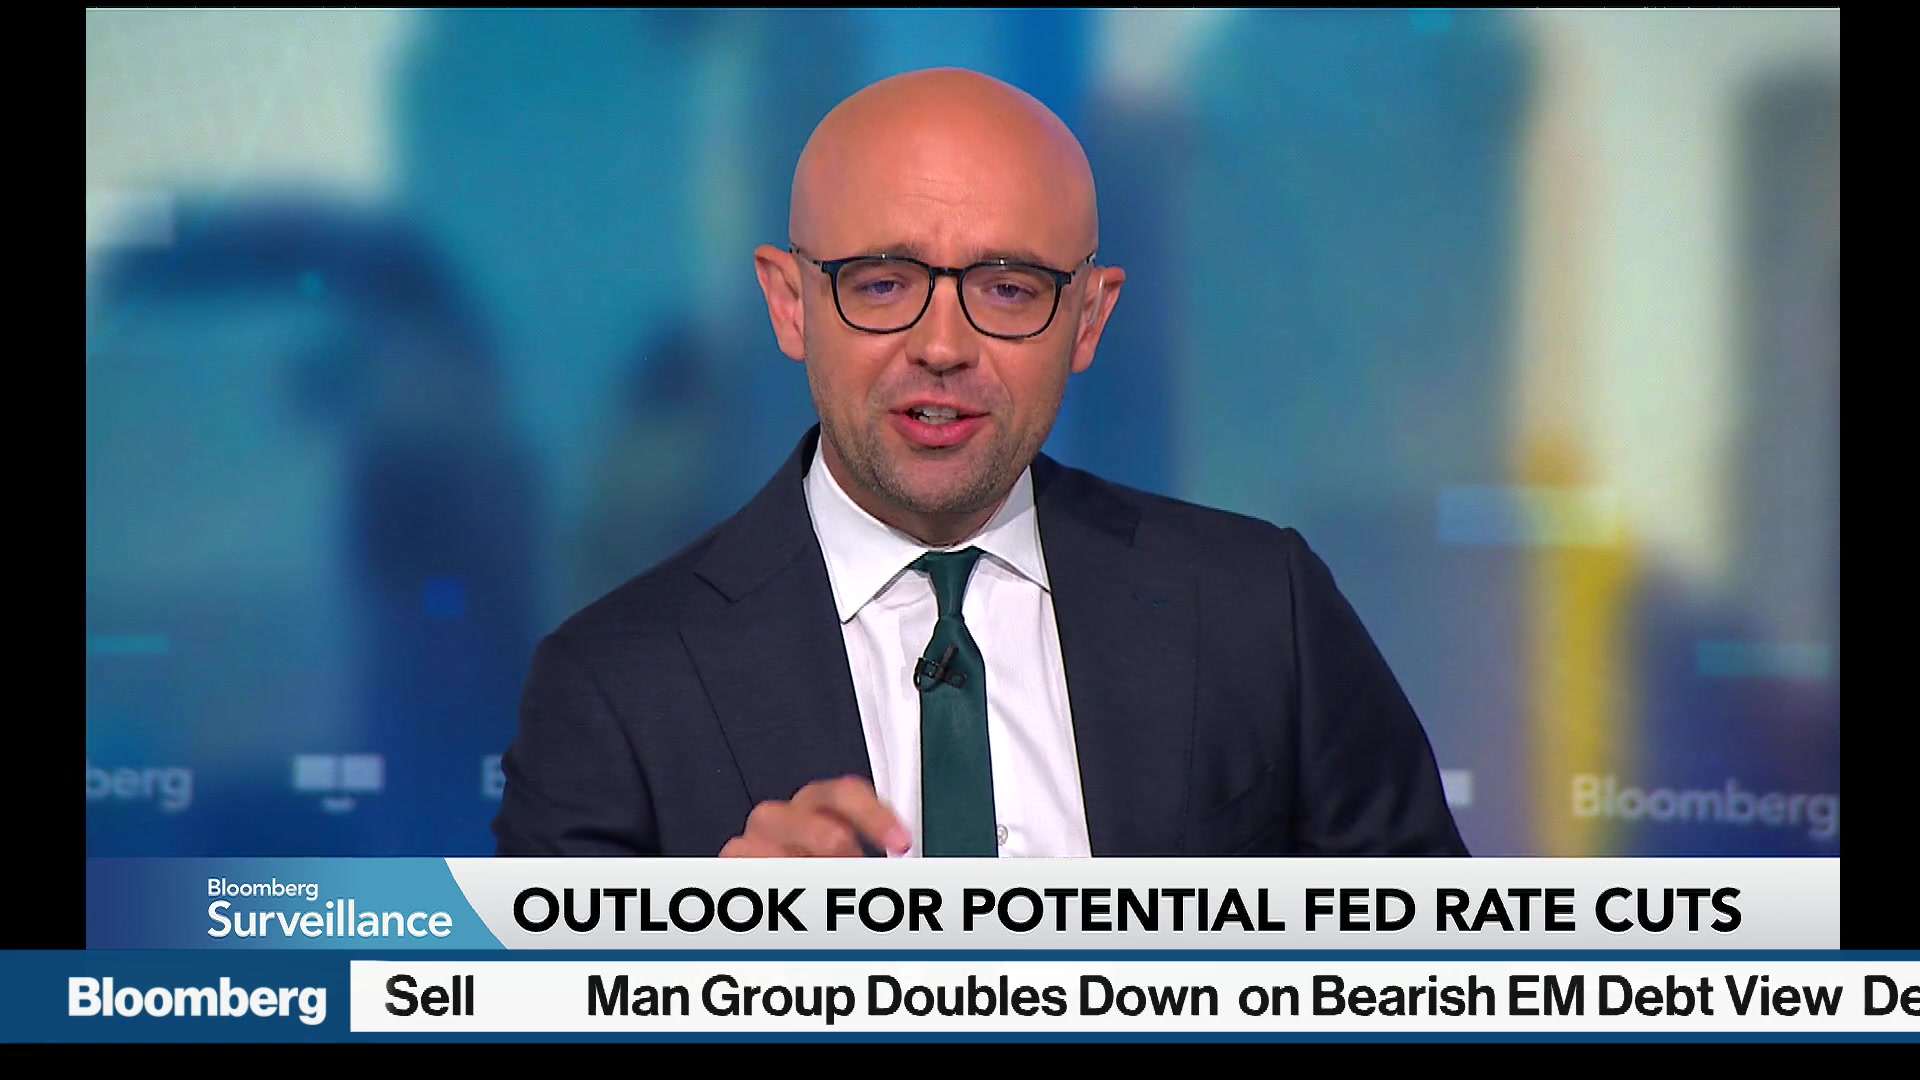 berg
B
Bloomberg
Bloomberg
Surveillance
OUTLOOK FOR POTENTIAL FED RATE CUTS
Bloomberg
Sell
Man Group Doubles Down on Bearish EM Debt View De